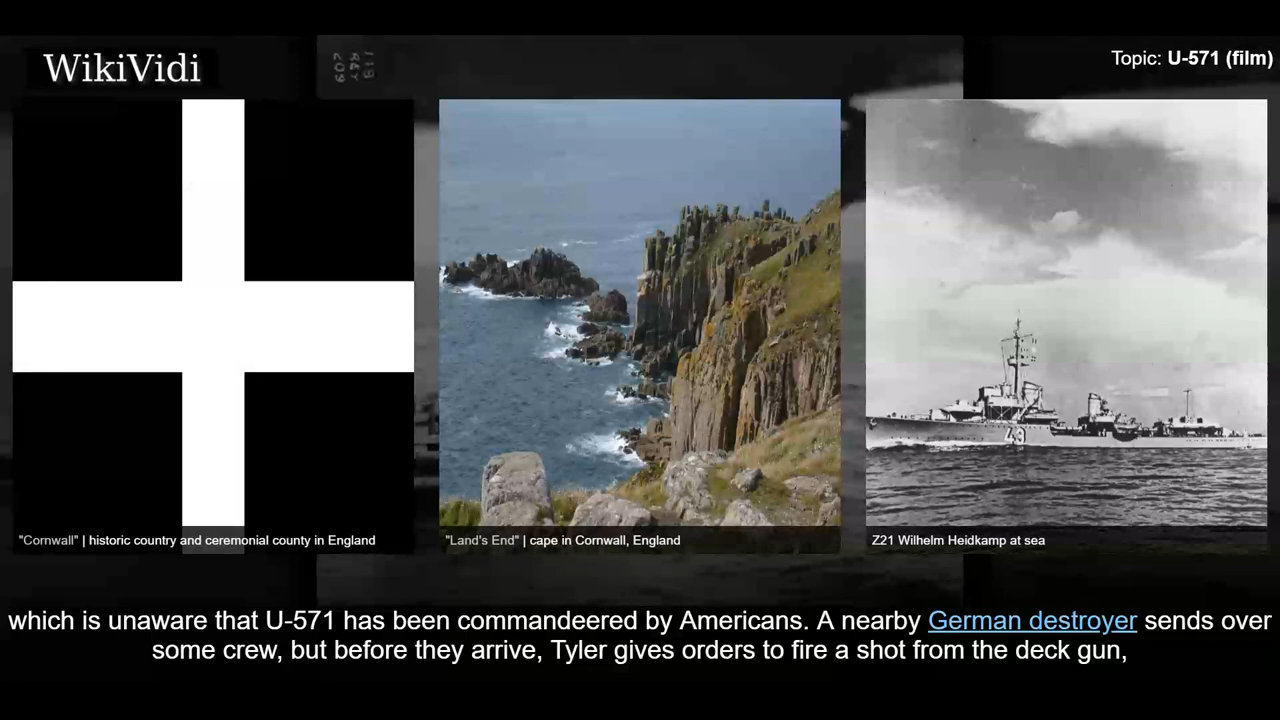 WikiVidi
Topic: U-571 (film)
"Cornwall" | historic country and ceremonial county in England
"Land's End" | cape in Cornwall, England
Z21 Wilhelm Heidkamp at sea
which is unaware that U-571 has been commandeered by Americans. A nearby German destroyer sends over
some crew, but before they arrive, Tyler gives orders to fire a shot from the deck gun,